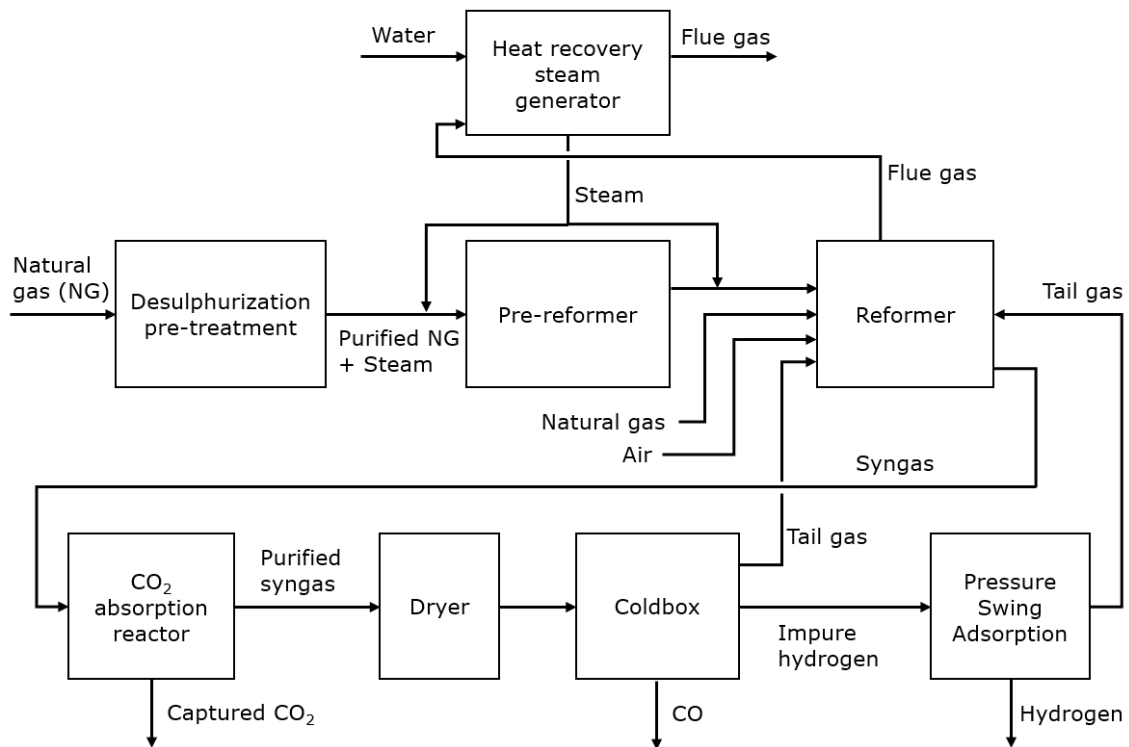 Water
Heat recovery
steam
generator
Flue gas
Flue gas
Steam
Natural
gas (NG)
Desulphurization
pre-treatment
Purified NG
+ Steam
Pre-reformer
Reformer
Tail gas
Natural gas
Air
Syngas
CO₂
absorption
reactor
Purified
syngas
Dryer
Coldbox
Tail gas
Impure
hydrogen
Pressure
Swing
Adsorption
Captured CO₂
CO
Hydrogen